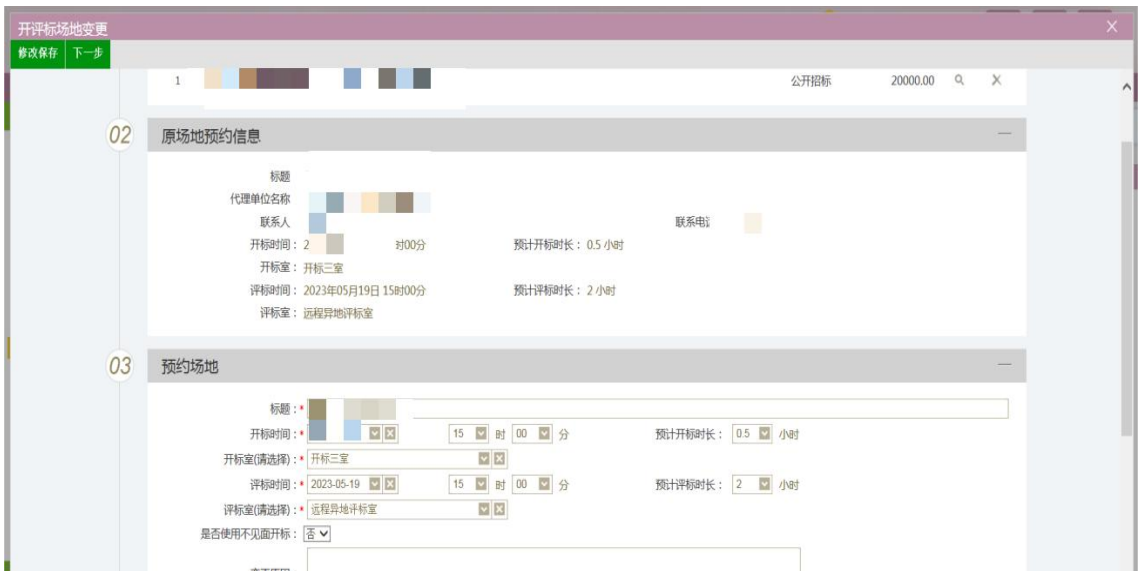 开评标场地变更
修改保存 下一步
1 公开招标 20000.00
02 原场地预约信息
标题
代理单位名称
联系人 联系电
开标时间：2 时00分 预计开标时长：0.5 小时
开标室：开标三室
评标时间：2023年05月19日 15时00分 预计评标时长：2 小时
评标室：远程异地评标室
03 预约场地
标题：*
开标时间：* 15 时 00 分 预计开标时长：0.5 小时
开标室(请选择)：* 开标三室
评标时间：* 2023-05-19 15 时 00 分 预计评标时长：2 小时
评标室(请选择)：* 远程异地评标室
是否使用不见面开标：否